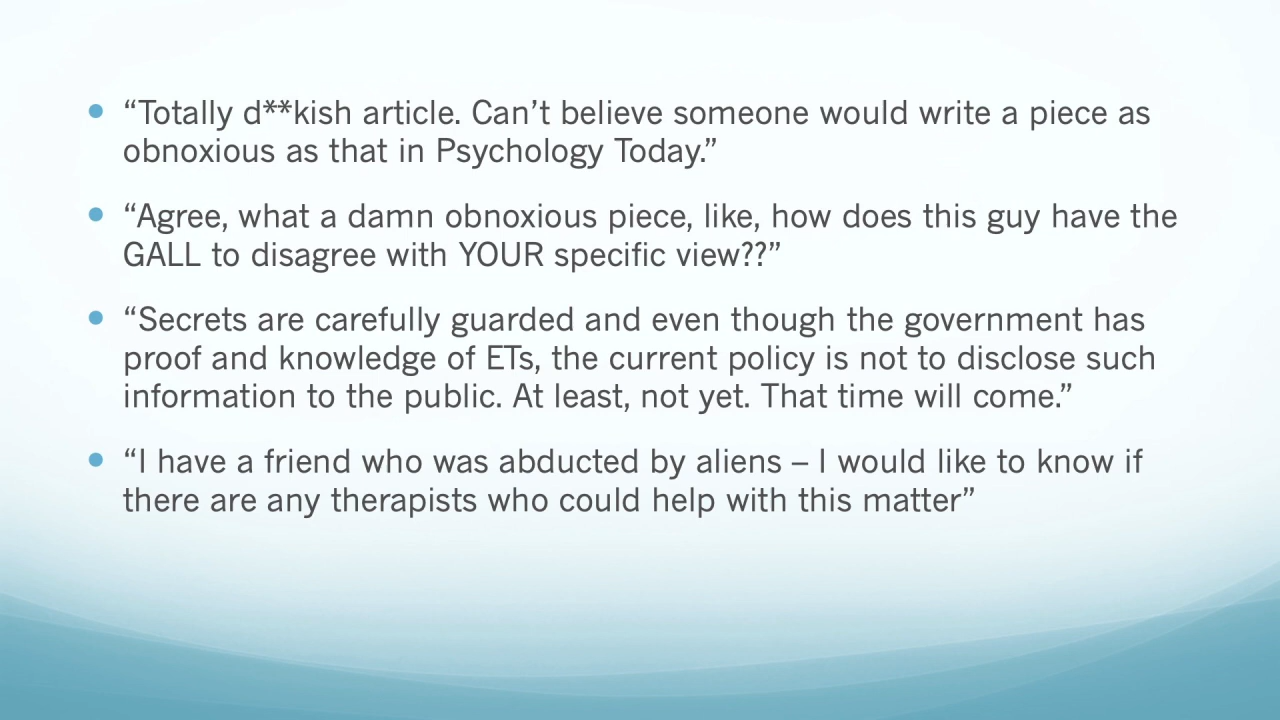 • “Totally d**kish article. Can’t believe someone would write a piece as
obnoxious as that in Psychology Today.”
• “Agree, what a damn obnoxious piece, like, how does this guy have the
GALL to disagree with YOUR specific view??”
• “Secrets are carefully guarded and even though the government has
proof and knowledge of ETs, the current policy is not to disclose such
information to the public. At least, not yet. That time will come.”
• “I have a friend who was abducted by aliens – I would like to know if
there are any therapists who could help with this matter”